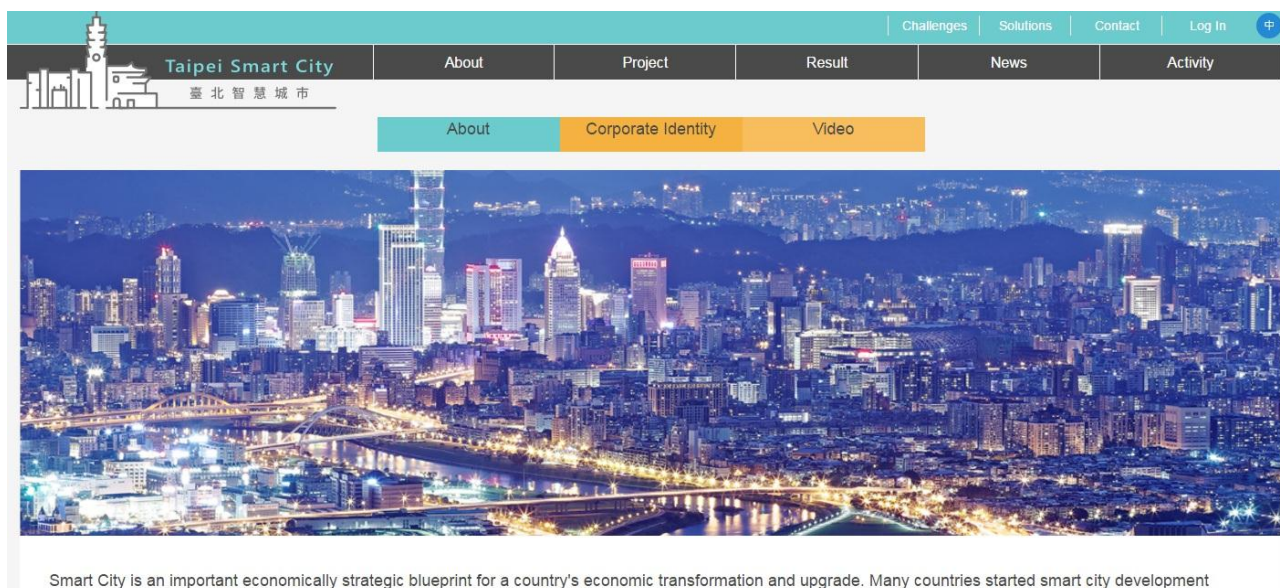 Challenges Solutions Contact Log In 中
Taipei Smart City About Project Result News Activity
臺北智慧城市
About Corporate Identity Video
Smart City is an important economically strategic blueprint for a country's economic transformation and upgrade. Many countries started smart city development